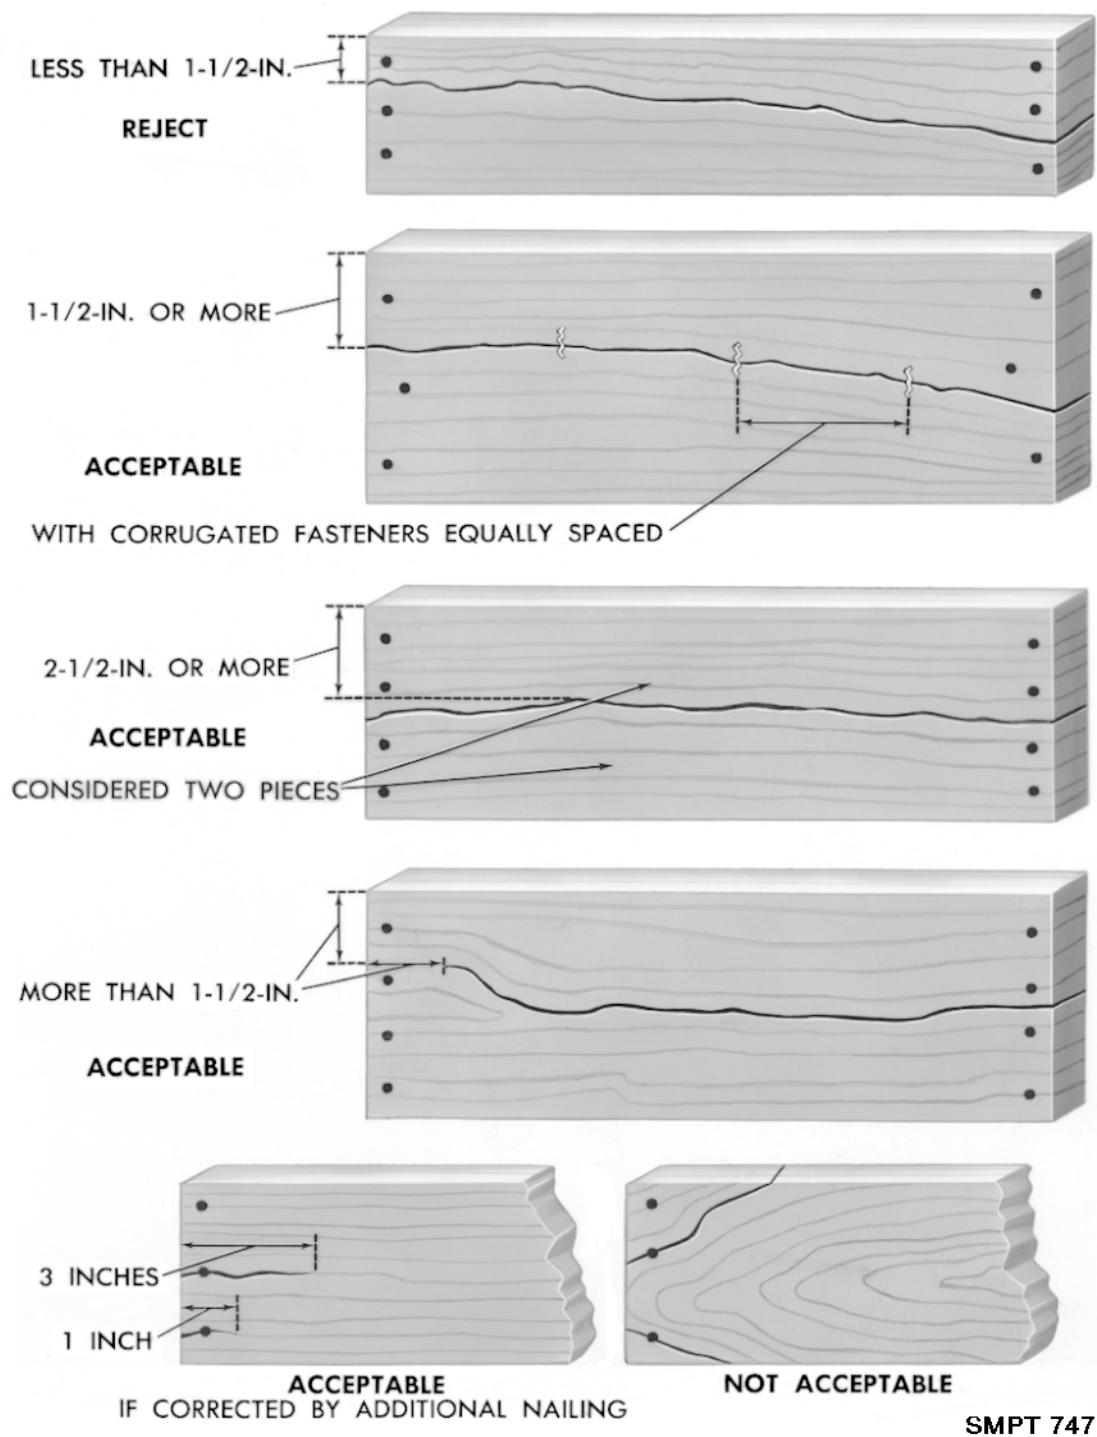 LESS THAN 1-1/2-IN.
REJECT
1-1/2-IN. OR MORE
ACCEPTABLE
WITH CORRUGATED FASTENERS EQUALLY SPACED
2-1/2-IN. OR MORE
ACCEPTABLE
CONSIDERED TWO PIECES
MORE THAN 1-1/2-IN.
ACCEPTABLE
3 INCHES
1 INCH
ACCEPTABLE
IF CORRECTED BY ADDITIONAL NAILING
NOT ACCEPTABLE
SMPT 747